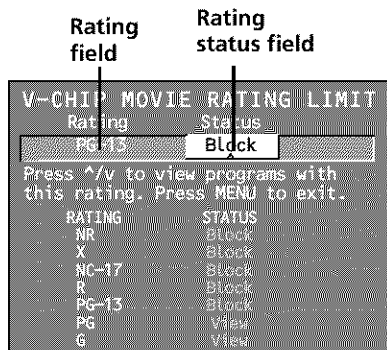 Rating field
Rating status field
V-CHIP MOVIE RATING LIMIT
Rating Status
PG-13 Block
Press ^/v to view programs with
this rating. Press MENU to exit.
RATING STATUS
NR Block
X Block
NC-17 Block
R Block
PG-13 Block
PG View
G View